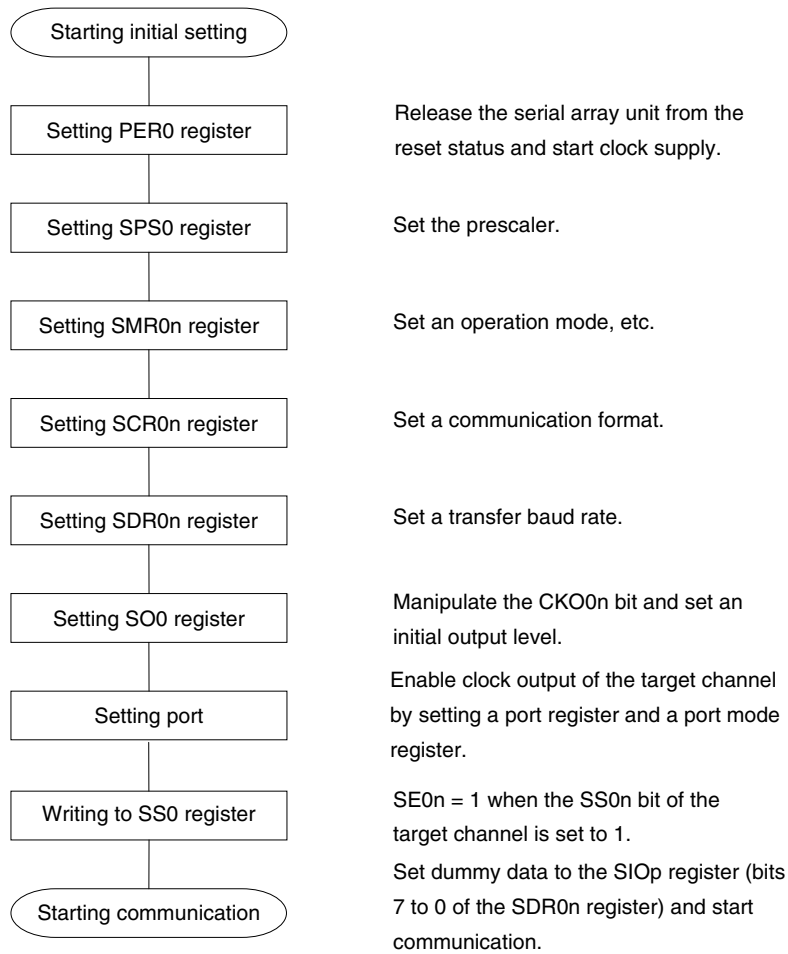 Starting initial setting
Setting PER0 register
Release the serial array unit from the
reset status and start clock supply.
Setting SPS0 register
Set the prescaler.
Setting SMR0n register
Set an operation mode, etc.
Setting SCR0n register
Set a communication format.
Setting SDR0n register
Set a transfer baud rate.
Setting SO0 register
Manipulate the CKO0n bit and set an
initial output level.
Setting port
Enable clock output of the target channel
by setting a port register and a port mode
register.
Writing to SS0 register
SE0n = 1 when the SS0n bit of the
target channel is set to 1.
Starting communication
Set dummy data to the SIOp register (bits
7 to 0 of the SDR0n register) and start
communication.